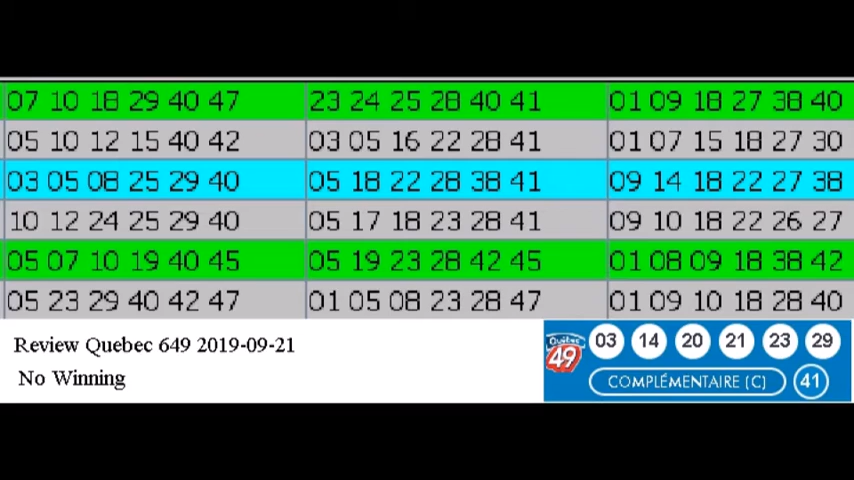 07 10 18 29 40 47 23 24 25 28 40 41 01 09 18 27 38 40
05 10 12 15 40 42 03 05 16 22 28 41 01 07 15 18 27 30
03 05 08 25 29 40 05 18 22 28 38 41 09 14 18 22 27 38
10 12 24 25 29 40 05 17 18 23 28 41 09 10 18 22 26 27
05 07 10 19 40 45 05 19 23 28 42 45 01 08 09 18 38 42
05 23 29 40 42 47 01 05 08 23 28 47 01 09 10 18 28 40
Review Quebec 649 2019-09-21
No Winning
Québec
49
03 14 20 21 23 29
COMPLÉMENTAIRE (C) 41